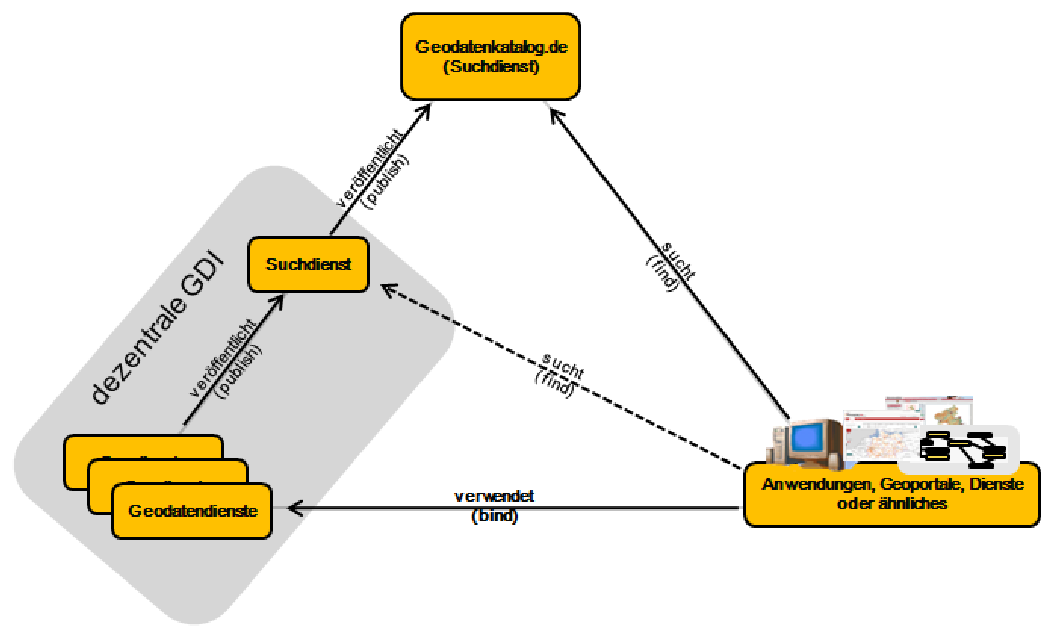 Geodatenkatalog.de
(Suchdienst)
veröffentlicht
(publish)
sucht
(find)
dezentrale GDI
Suchdienst
veröffentlicht
(publish)
sucht
(find)
Geodatendienste
verwendet
(bind)
Anwendungen, Geoportale, Dienste
oder ähnliches